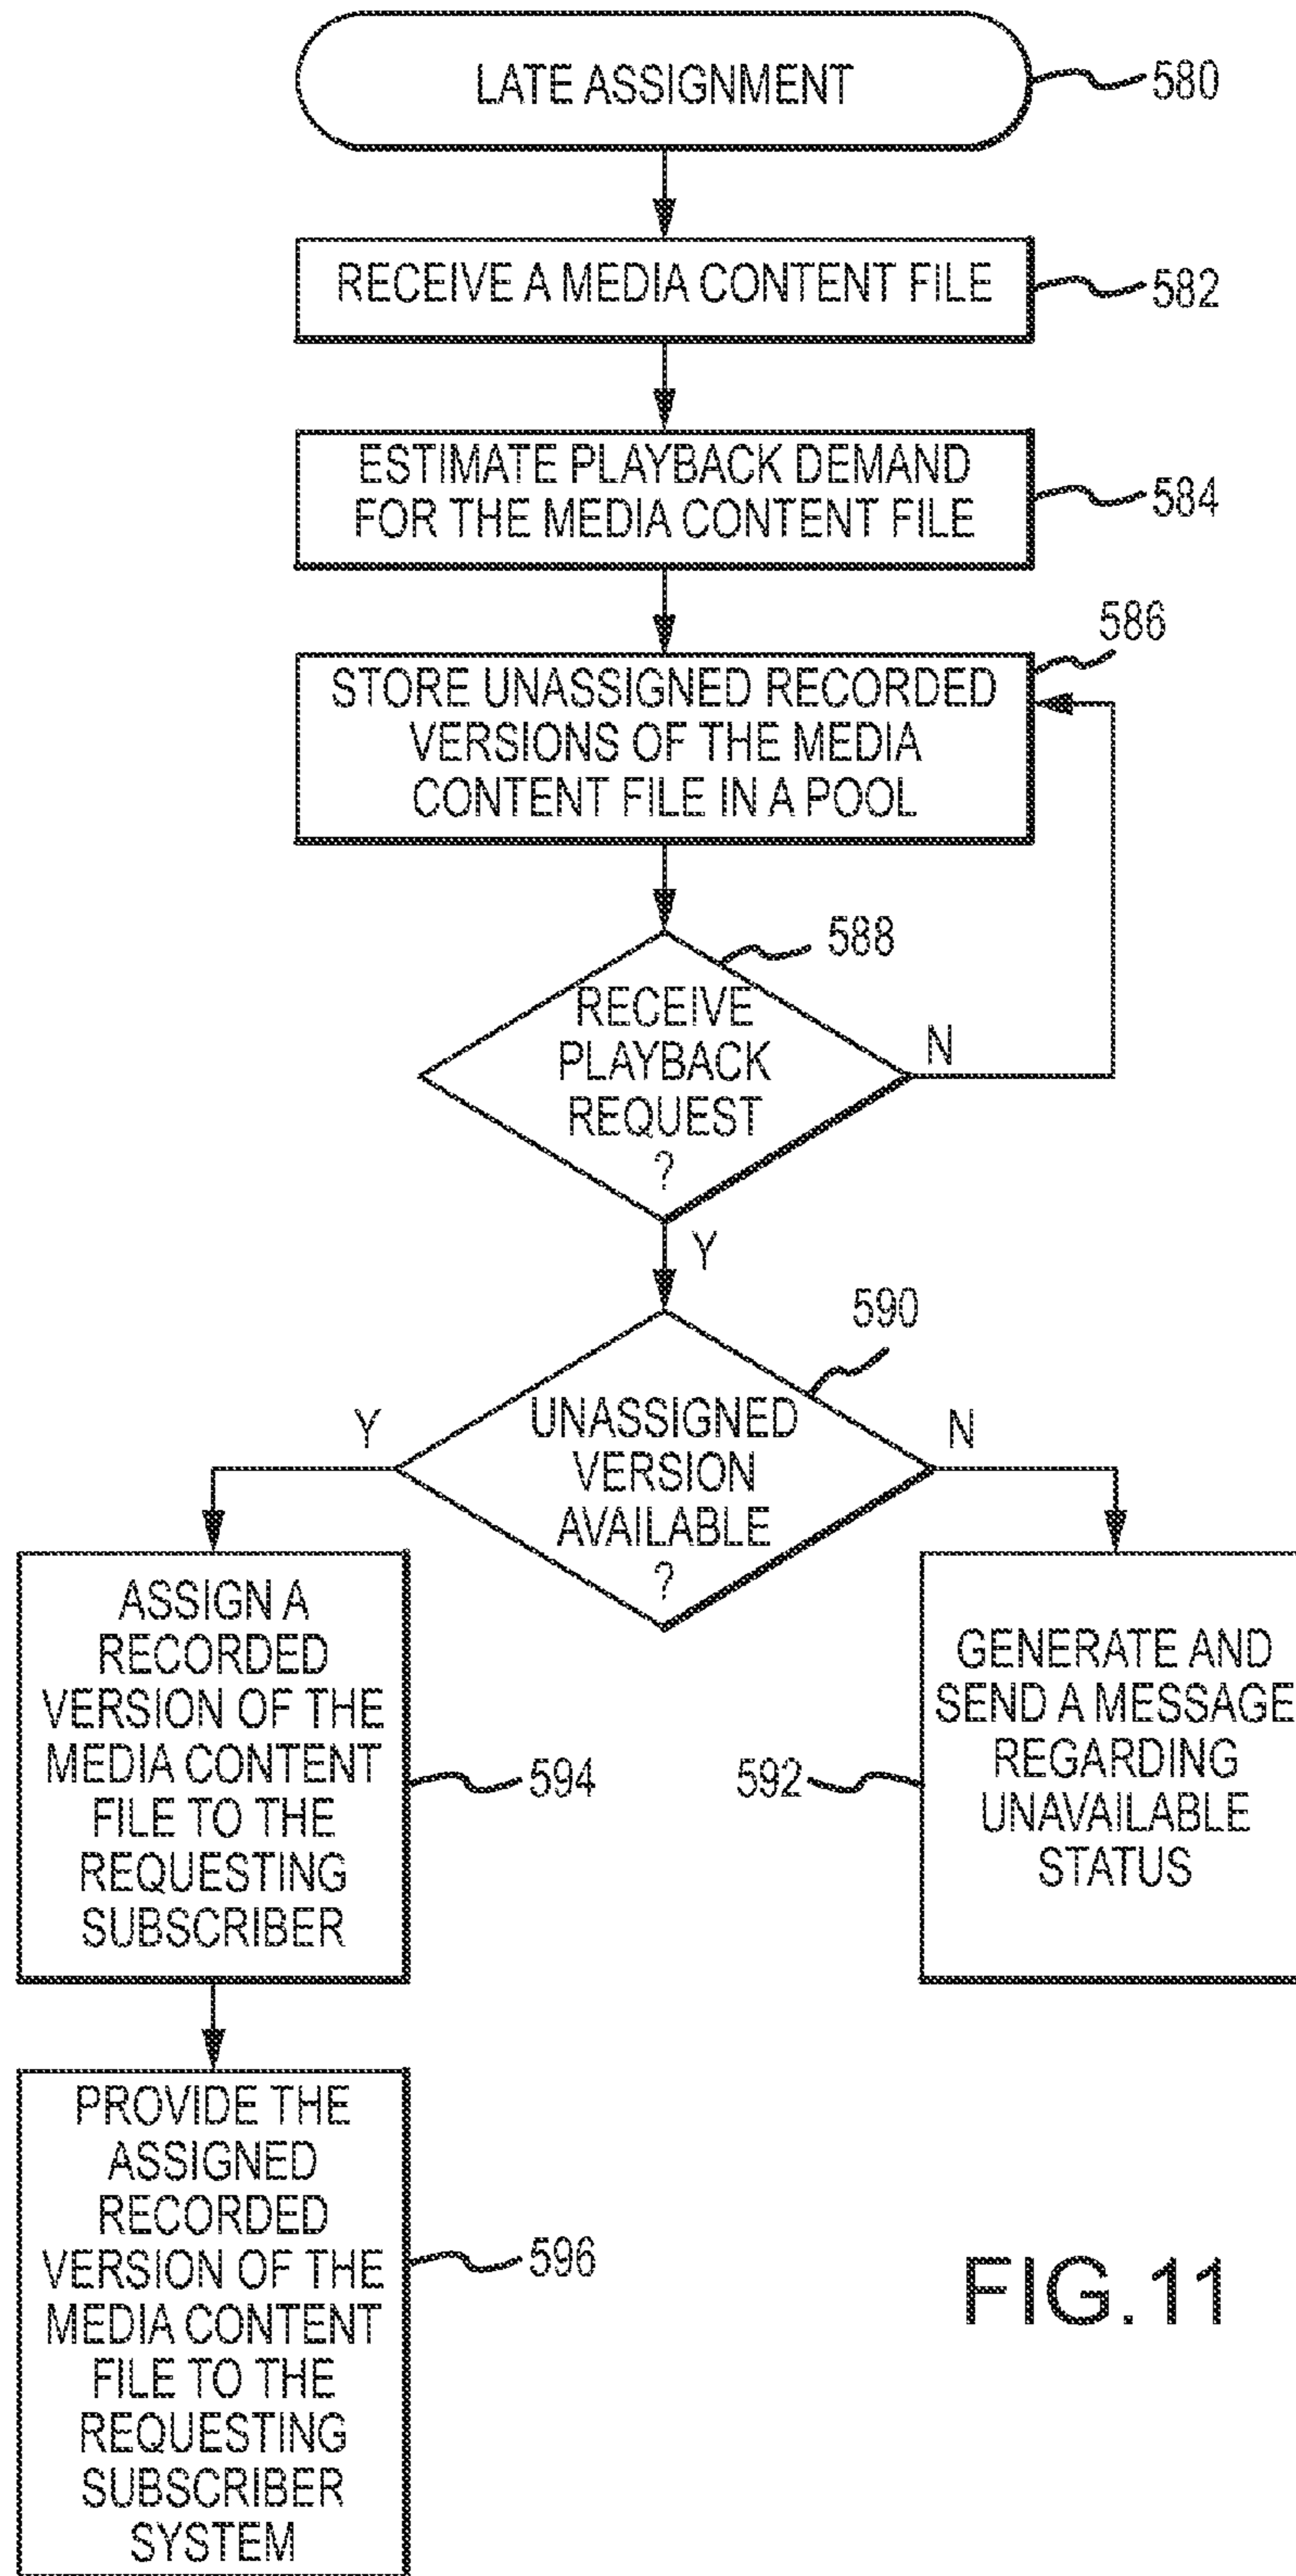 LATE ASSIGNMENT
580
RECEIVE A MEDIA CONTENT FILE
582
ESTIMATE PLAYBACK DEMAND
FOR THE MEDIA CONTENT FILE
584
586
STORE UNASSIGNED RECORDED
VERSIONS OF THE MEDIA
CONTENT FILE IN A POOL
588
RECEIVE
PLAYBACK
REQUEST
?
N
Y
590
UNASSIGNED
VERSION
AVAILABLE
?
Y
N
ASSIGN A
RECORDED
VERSION OF THE
MEDIA CONTENT
FILE TO THE
REQUESTING
SUBSCRIBER
594
592
GENERATE AND
SEND A MESSAGE
REGARDING
UNAVAILABLE
STATUS
PROVIDE THE
ASSIGNED
RECORDED
VERSION OF THE
MEDIA CONTENT
FILE TO THE
REQUESTING
SUBSCRIBER
SYSTEM
596
FIG.11